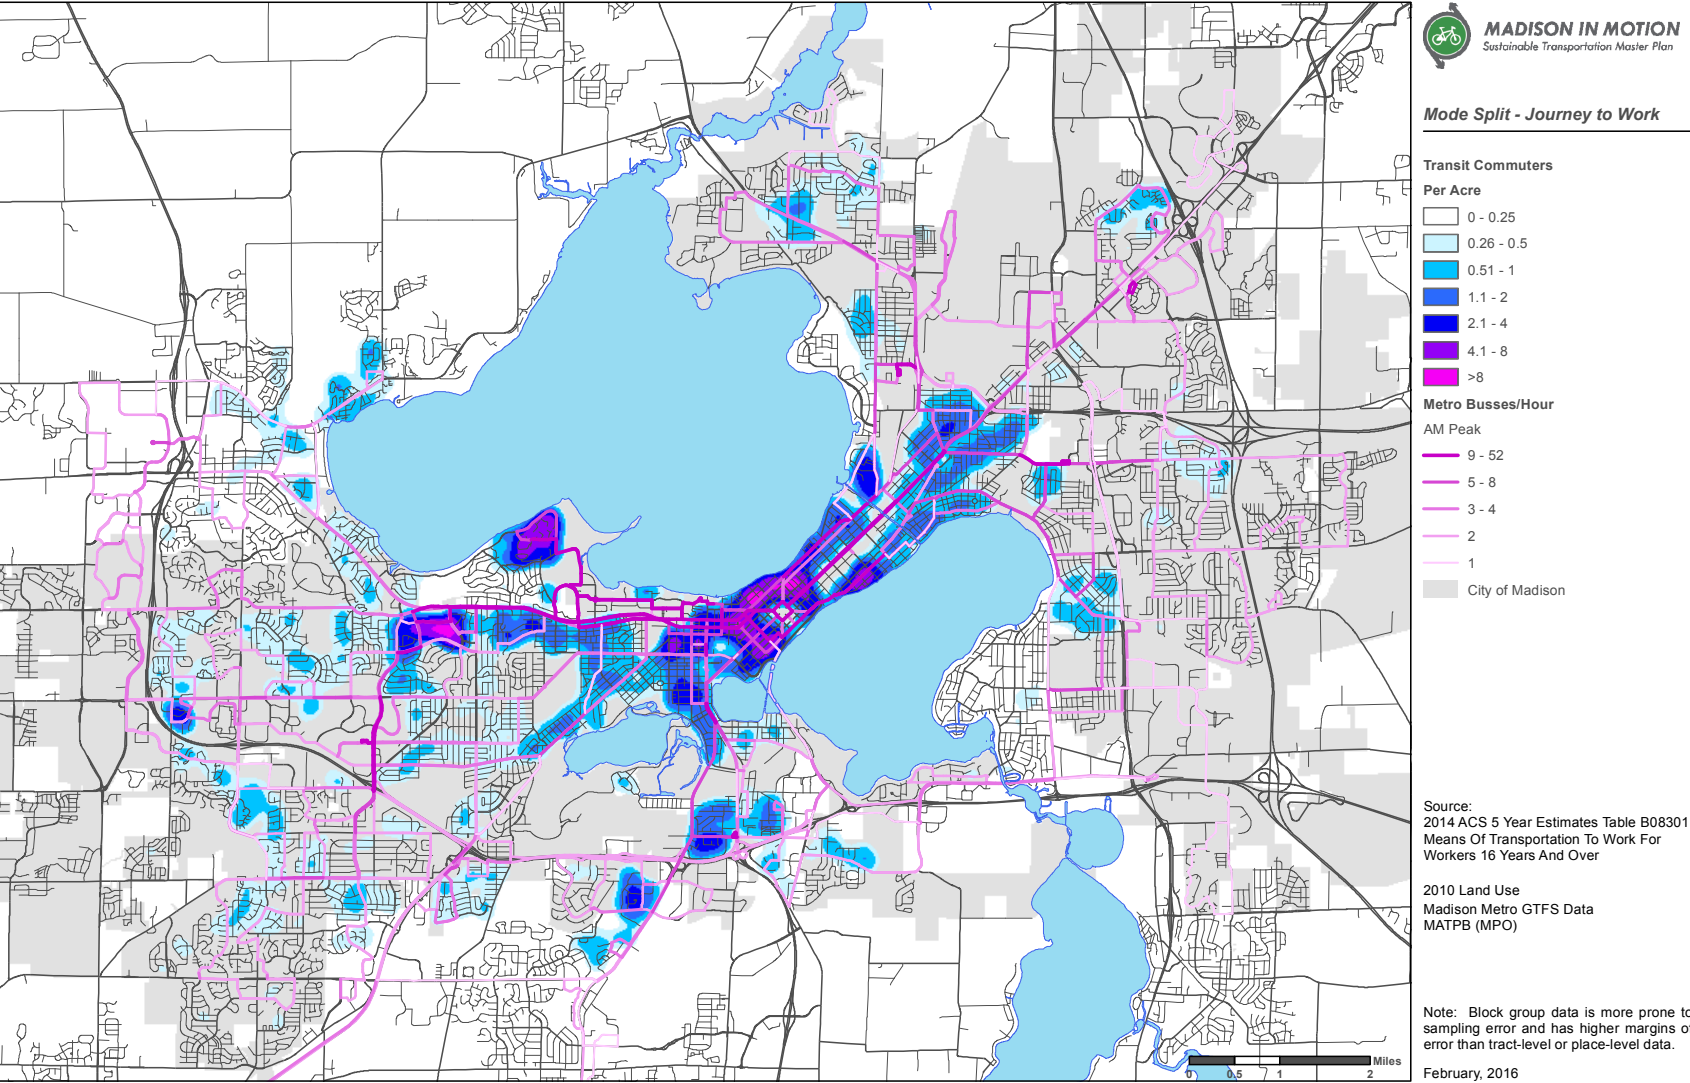 MADISON IN MOTION
Sustainable Transportation Master Plan
Mode Split - Journey to Work
Transit Commuters
Per Acre
0 - 0.25
0.26 - 0.5
0.51 - 1
1.1 - 2
2.1 - 4
4.1 - 8
>8
Metro Busses/Hour
AM Peak
9 - 52
5 - 8
3 - 4
2
1
City of Madison
Source:
2014 ACS 5 Year Estimates Table B08301
Means Of Transportation To Work For
Workers 16 Years And Over
2010 Land Use
Madison Metro GTFS Data
MATPB (MPO)
Note: Block group data is more prone to
sampling error and has higher margins of
error than tract-level or place-level data.
February, 2016
Miles
0 0.5 1 2